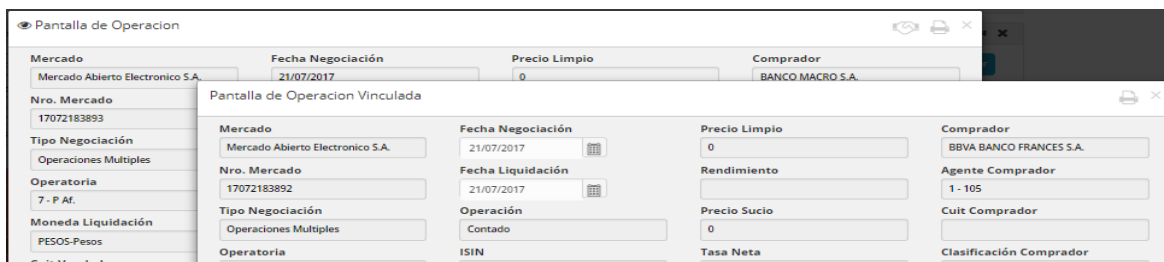 Pantalla de Operacion
Mercado Fecha Negociación Precio Limpio Comprador
Mercado Abierto Electronico S.A. 21/07/2017 0 BANCO MACRO S.A.
Nro. Mercado
17072183893
Tipo Negociación
Operaciones Multiples
Operatoria
7 - P Af.
Moneda Liquidación
PESOS-Pesos
Pantalla de Operacion Vinculada
Mercado Fecha Negociación Precio Limpio Comprador
Mercado Abierto Electronico S.A. 21/07/2017 0 BBVA BANCO FRANCES S.A.
Nro. Mercado Fecha Liquidación Rendimiento Agente Comprador
17072183892 21/07/2017 1 - 105
Tipo Negociación Operación Precio Sucio Cuit Comprador
Operaciones Multiples Contado 0
Operatoria ISIN Tasa Neta Clasificación Comprador